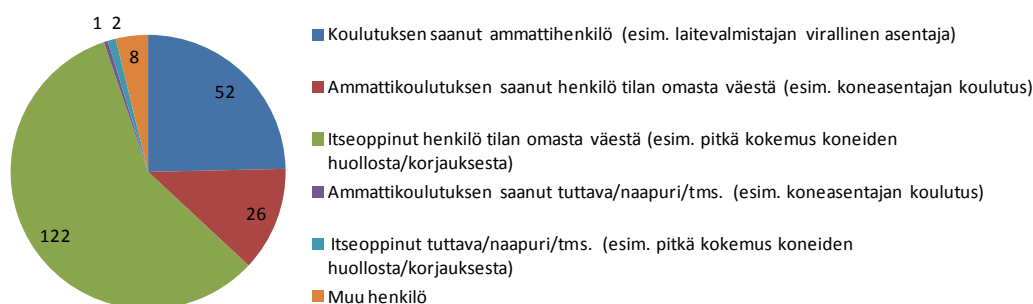 1 2
8
52
26
122
Koulutuksen saanut ammattihenkilö (esim. laitevalmistajan virallinen asentaja)
Ammattikoulutuksen saanut henkilö tilan omasta väestä (esim. koneasentajan koulutus)
Itseoppinut henkilö tilan omasta väestä (esim. pitkä kokemus koneiden
huollosta/korjauksesta)
Ammattikoulutuksen saanut tuttava/naapuri/tms. (esim. koneasentajan koulutus)
Itseoppinut tuttava/naapuri/tms. (esim. pitkä kokemus koneiden
huollosta/korjauksesta)
Muu henkilö